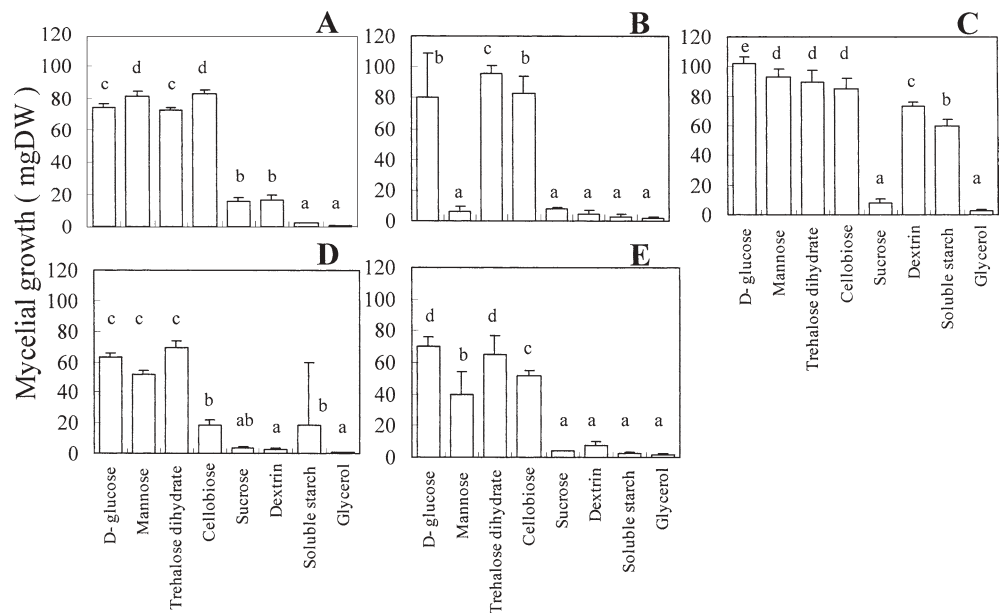 Mycelial growth ( mgDW)
A
120
100
80
60
40
20
0
c d c d b b a a
B
120
100
80
60
40
20
0
b a c b a a a a
C
120
100
80
60
40
20
0
e d d d a c b a
D- glucose
Mannose
Trehalose dihydrate
Cellobiose
Sucrose
Dextrin
Soluble starch
Glycerol
D
120
100
80
60
40
20
0
c c c b ab a b a
D- glucose
Mannose
Trehalose dihydrate
Cellobiose
Sucrose
Dextrin
Soluble starch
Glycerol
E
120
100
80
60
40
20
0
d b d c a a a a
D- glucose
Mannose
Trehalose dihydrate
Cellobiose
Sucrose
Dextrin
Soluble starch
Glycerol